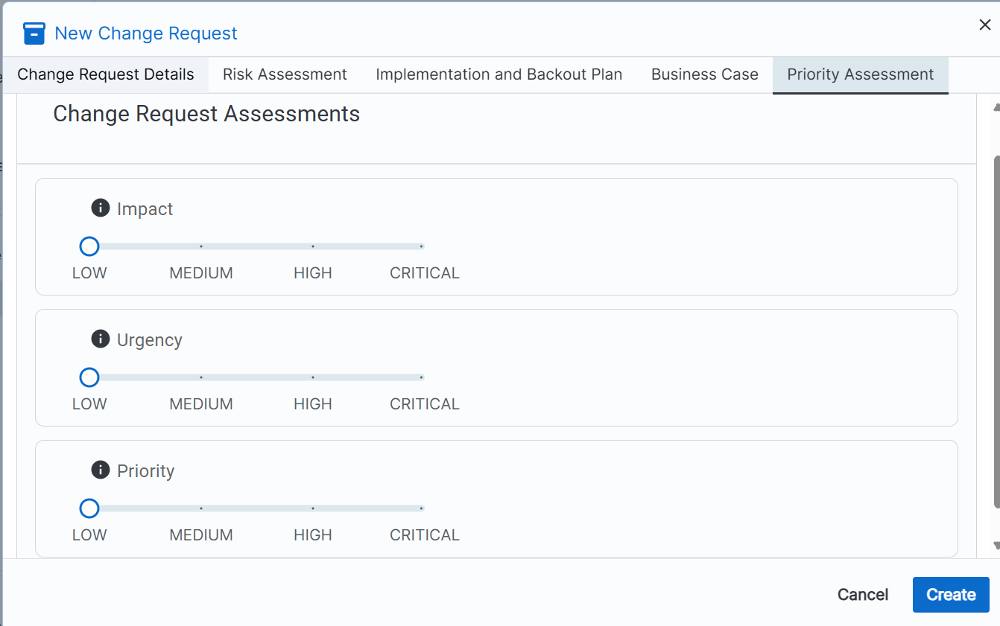 New Change Request
Change Request Details Risk Assessment Implementation and Backout Plan Business Case Priority Assessment
Change Request Assessments
Impact
LOW MEDIUM HIGH CRITICAL
Urgency
LOW MEDIUM HIGH CRITICAL
Priority
LOW MEDIUM HIGH CRITICAL
Cancel Create